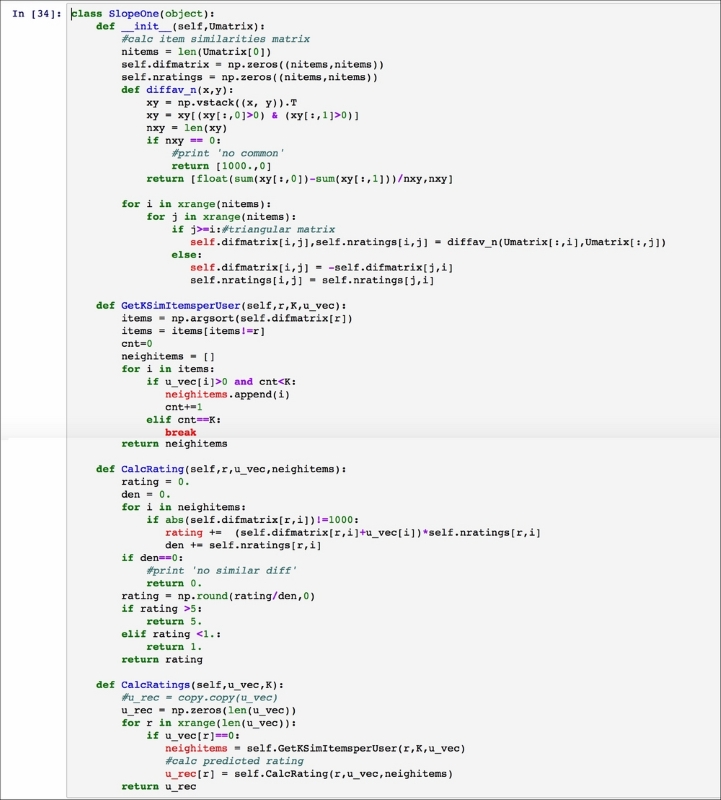 In [34]: class SlopeOne(object):
    def __init__(self,Umatrix):
        #calc item similarities matrix
        nitems = len(Umatrix[0])
        self.difmatrix = np.zeros((nitems,nitems))
        self.nratings = np.zeros((nitems,nitems))
        def diffav_n(x,y):
            xy = np.vstack((x, y)).T
            xy = xy[(xy[:,0]>0) & (xy[:,1]>0)]
            nxy = len(xy)
            if nxy == 0:
                #print 'no common'
                return [1000.,0]
            return [float(sum(xy[:,0])-sum(xy[:,1]))/nxy,nxy]

        for i in xrange(nitems):
            for j in xrange(nitems):
                if j>=i:#triangular matrix
                   self.difmatrix[i,j],self.nratings[i,j] = diffav_n(Umatrix[:,i],Umatrix[:,j])
                else:
                   self.difmatrix[i,j] = -self.difmatrix[j,i]
                   self.nratings[i,j] = self.nratings[j,i]

    def GetKSimItemsperUser(self,r,K,u_vec):
        items = np.argsort(self.difmatrix[r])
        items = items[items!=r]
        cnt=0
        neighitems = []
        for i in items:
            if u_vec[i]>0 and cnt<K:
               neighitems.append(i)
               cnt+=1
            elif cnt==K:
               break
        return neighitems

    def CalcRating(self,r,u_vec,neighitems):
        rating = 0.
        den = 0.
        for i in neighitems:
            if abs(self.difmatrix[r,i])!=1000:
               rating +=  (self.difmatrix[r,i]+u_vec[i])*self.nratings[r,i]
               den += self.nratings[r,i]
        if den==0:
            #print 'no similar diff'
            return 0.
        rating = np.round(rating/den,0)
        if rating >5:
            return 5.
        elif rating <1.:
            return 1.
        return rating

    def CalcRatings(self,u_vec,K):
        #u_rec = copy.copy(u_vec)
        u_rec = np.zeros(len(u_vec))
        for r in xrange(len(u_vec)):
            if u_vec[r]==0:
               neighitems = self.GetKSimItemsperUser(r,K,u_vec)
               #calc predicted rating
               u_rec[r] = self.CalcRating(r,u_vec,neighitems)
        return u_rec